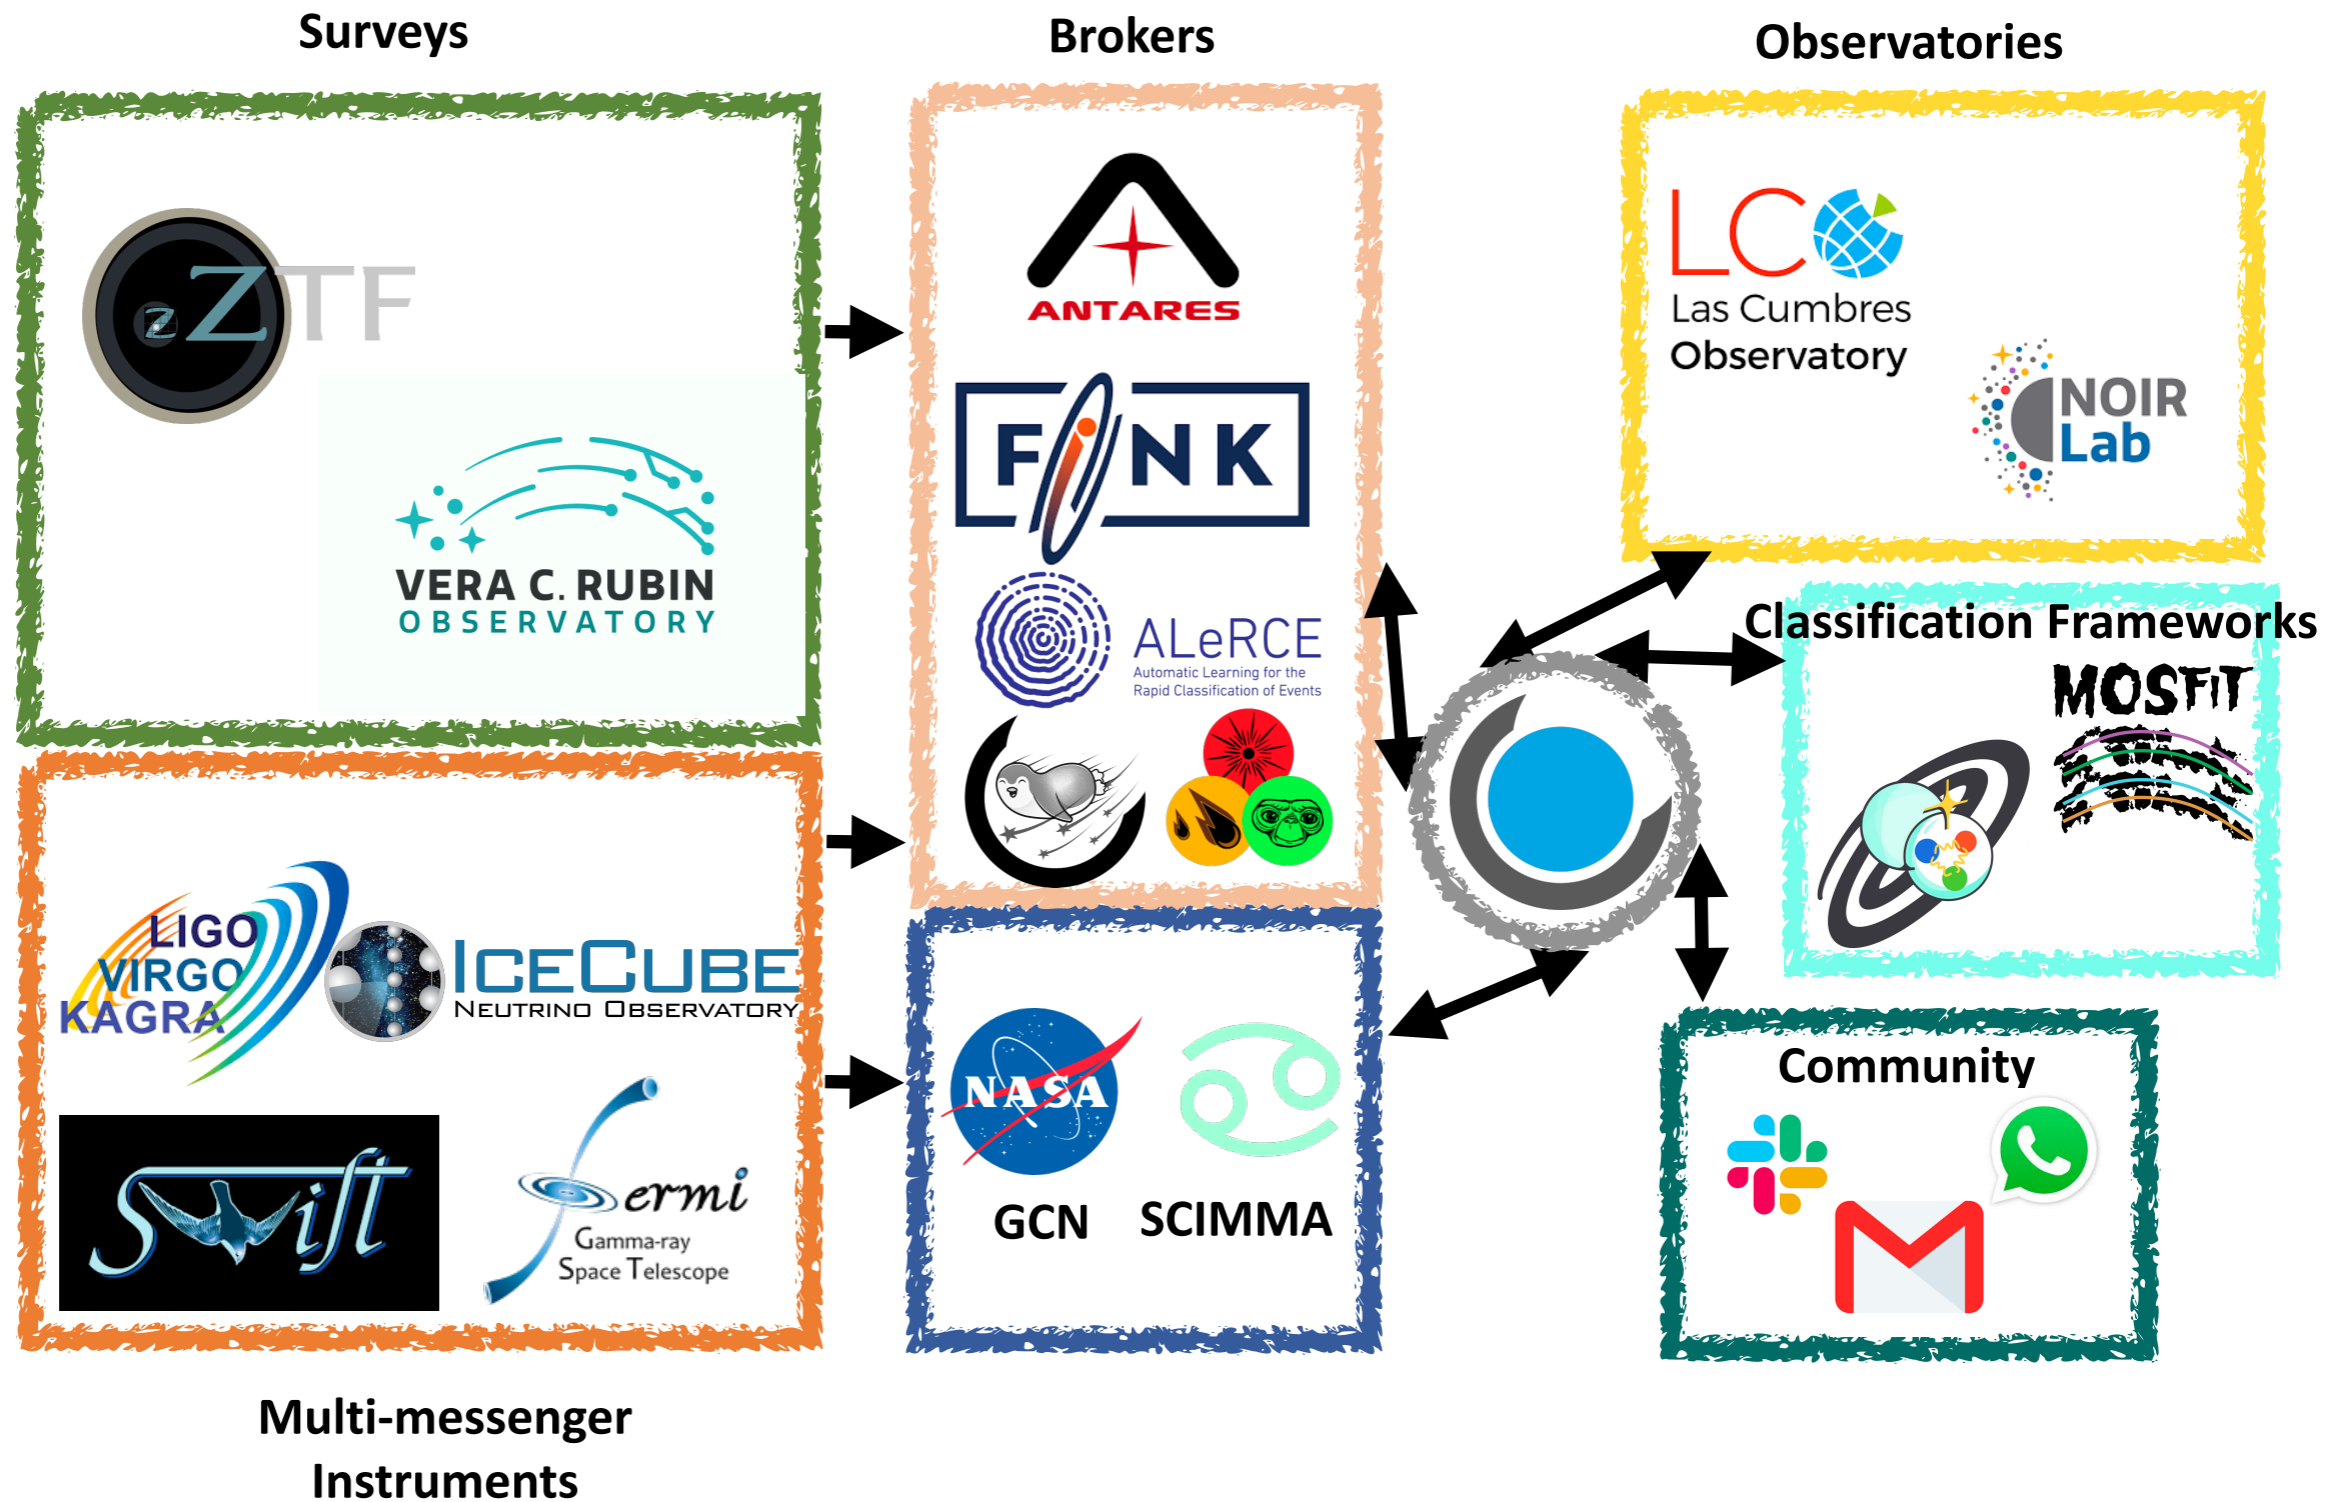 Surveys
Brokers
Observatories
zZTF
VERA C. RUBIN
OBSERVATORY
ANTARES
FINK
ALeRCE
Automatic Learning for the
Rapid Classification of Events
LCO
Las Cumbres
Observatory
NOIR
Lab
Classification Frameworks
MOSFiT
LIGO
VIRGO
KAGRA
ICECUBE
NEUTRINO OBSERVATORY
Swift
Fermi
Gamma-ray
Space Telescope
NASA
GCN
SCIMMA
Community
Multi-messenger
Instruments